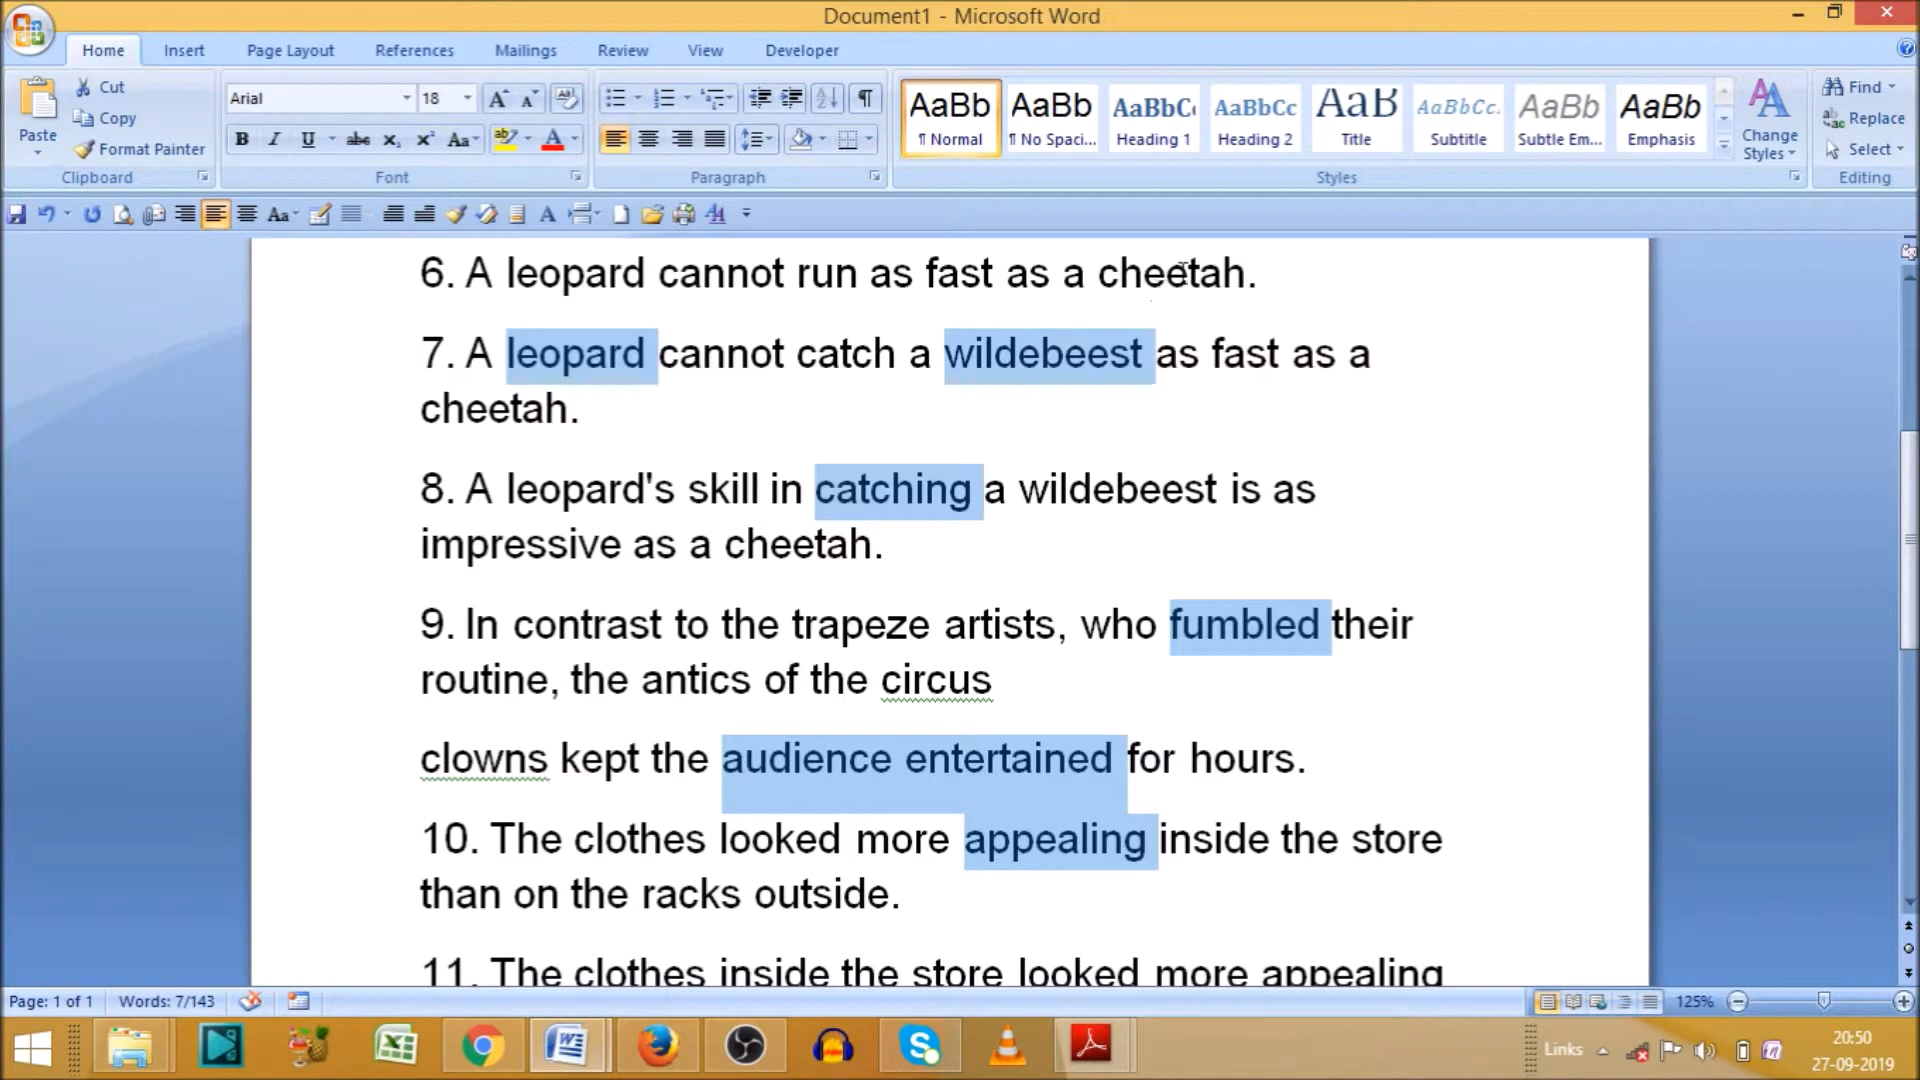 Document1 - Microsoft Word
Home Insert Page Layout References Mailings Review View Developer
Cut
Copy
Format Painter
Paste
Clipboard
Arial 18
Font
Paragraph
AaBb AaBb AaBbC AaBbCc AaB AaBbCc. AaBb AaBb
¶ Normal ¶ No Spaci... Heading 1 Heading 2 Title Subtitle Subtle Em... Emphasis
Change
Styles
Styles
Find
Replace
Select
Editing
6. A leopard cannot run as fast as a cheetah.
7. A leopard cannot catch a wildebeest as fast as a
cheetah.
8. A leopard's skill in catching a wildebeest is as
impressive as a cheetah.
9. In contrast to the trapeze artists, who fumbled their
routine, the antics of the circus
clowns kept the audience entertained for hours.
10. The clothes looked more appealing inside the store
than on the racks outside.
11. The clothes inside the store looked more appealing
Page: 1 of 1 Words: 7/143 125%
Links
20:50
27-09-2019